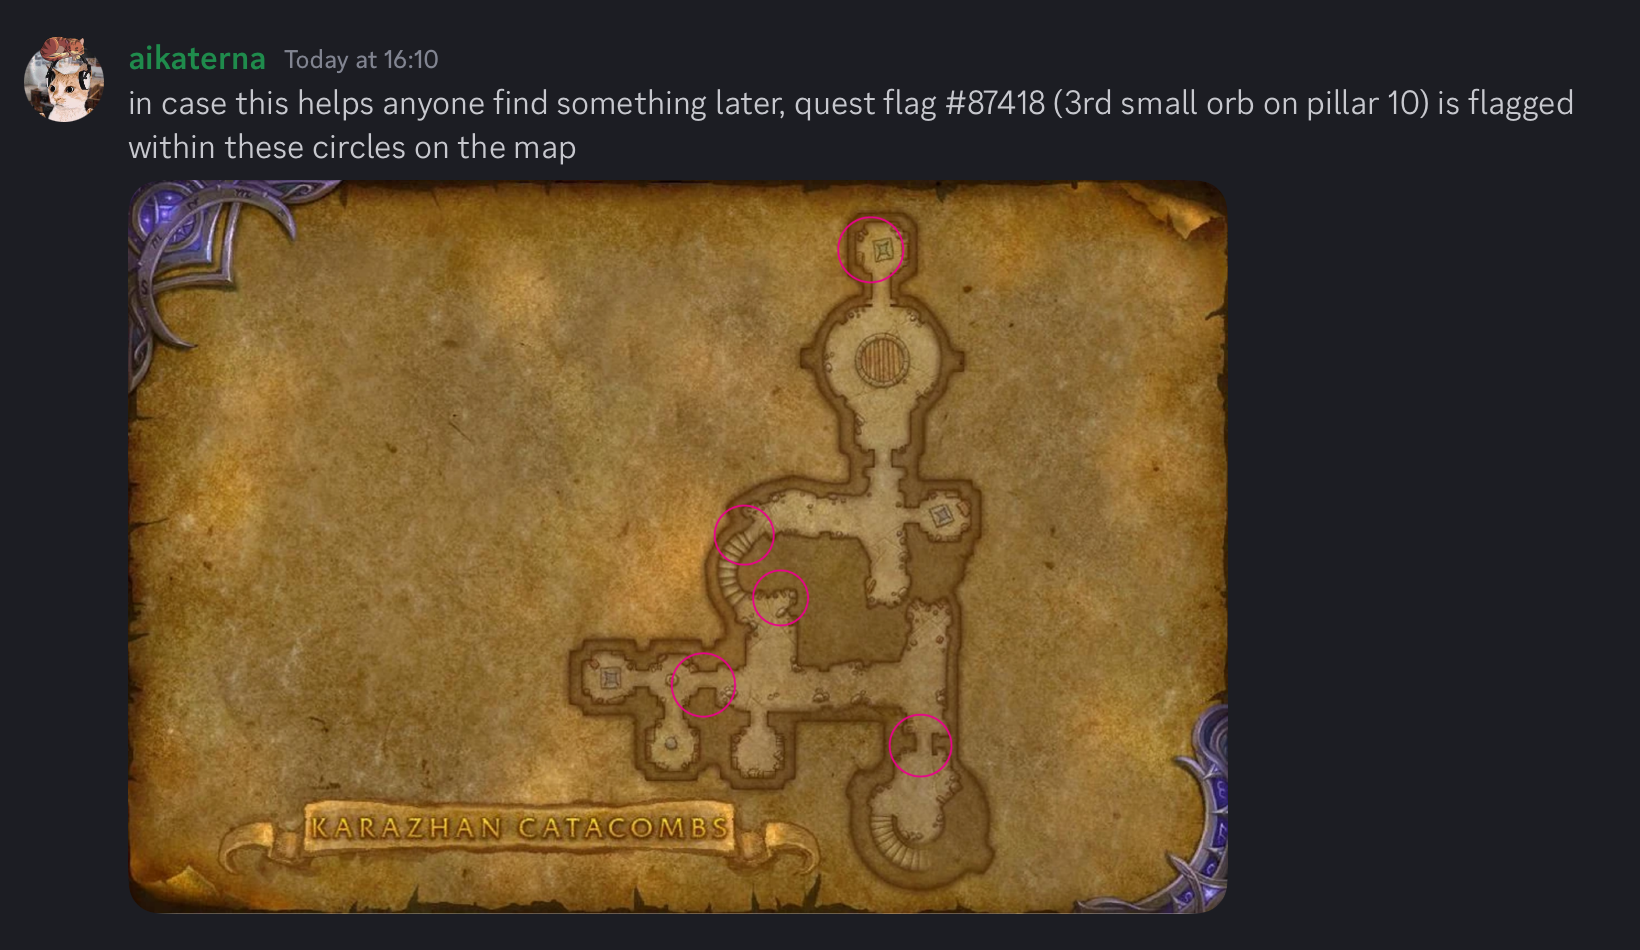 aikaterna Today at 16:10
in case this helps anyone find something later, quest flag #87418 (3rd small orb on pillar 10) is flagged
within these circles on the map
KARAZHAN CATACOMBS